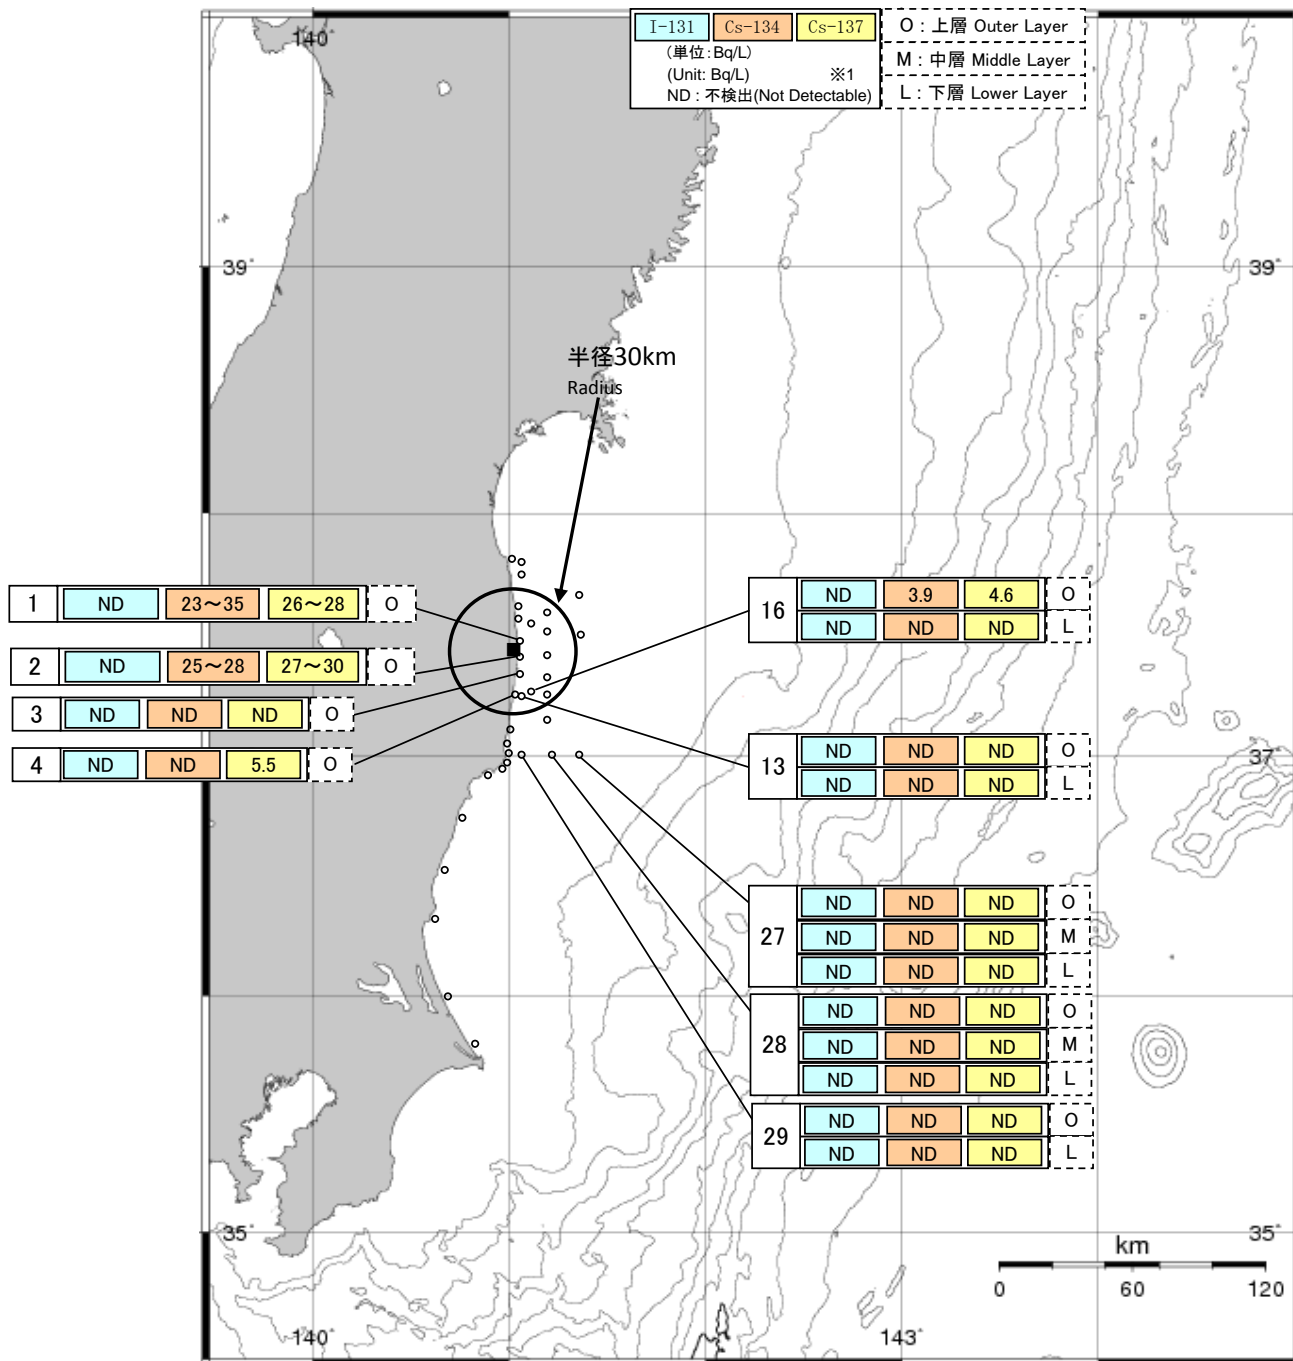 140°
I-131 Cs-134 Cs-137
(単位:Bq/L)
(Unit: Bq/L) ※1
ND : 不検出(Not Detectable)
O : 上層 Outer Layer
M : 中層 Middle Layer
L : 下層 Lower Layer
39° 39°
半径30km
Radius
1 ND 23～35 26～28 O
2 ND 25～28 27～30 O
3 ND ND ND O
4 ND ND 5.5 O
16 ND 3.9 4.6 O
ND ND ND L
13 ND ND ND O
ND ND ND L
37°
27 ND ND ND O
ND ND ND M
ND ND ND L
28 ND ND ND O
ND ND ND M
ND ND ND L
29 ND ND ND O
ND ND ND L
35° 35°
km
0 60 120
140° 143°